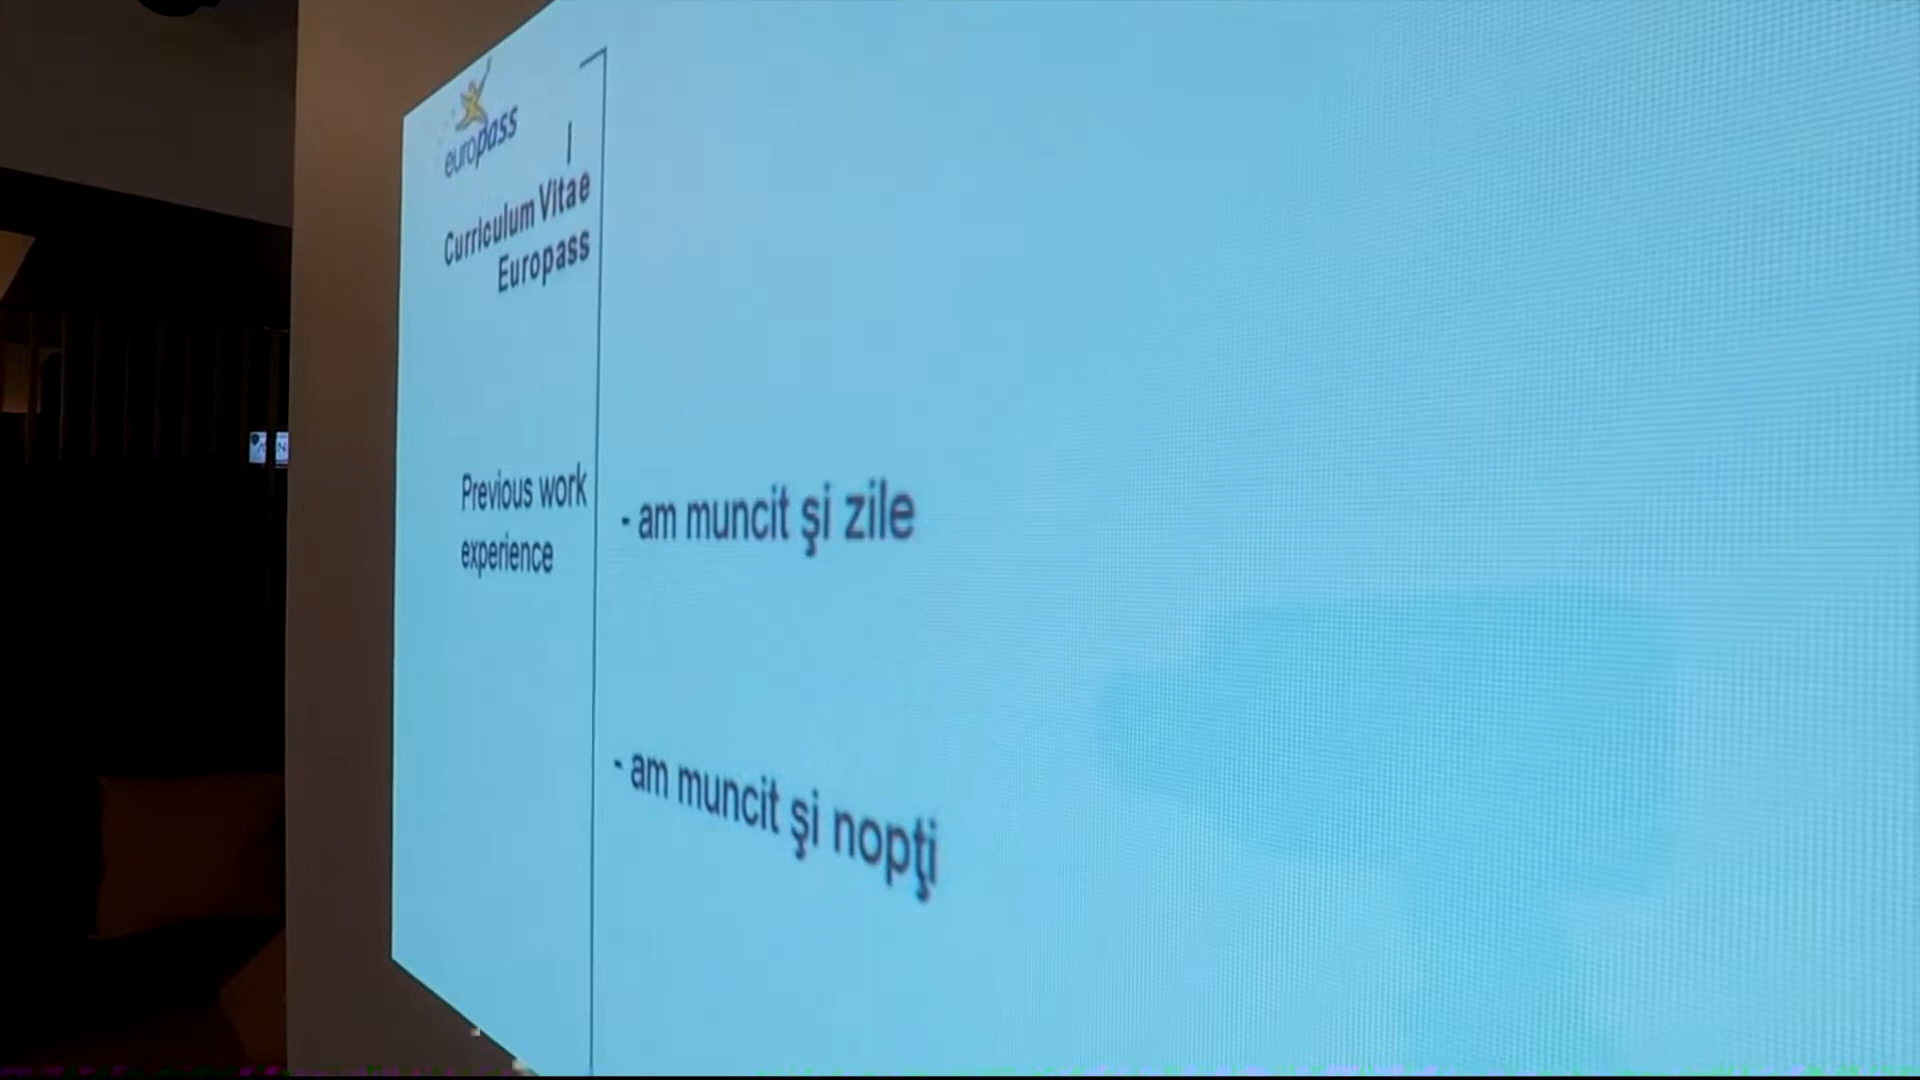 europass
Curriculum Vitae
Europass
Previous work
experience
- am muncit şi zile
- am muncit şi nopţi